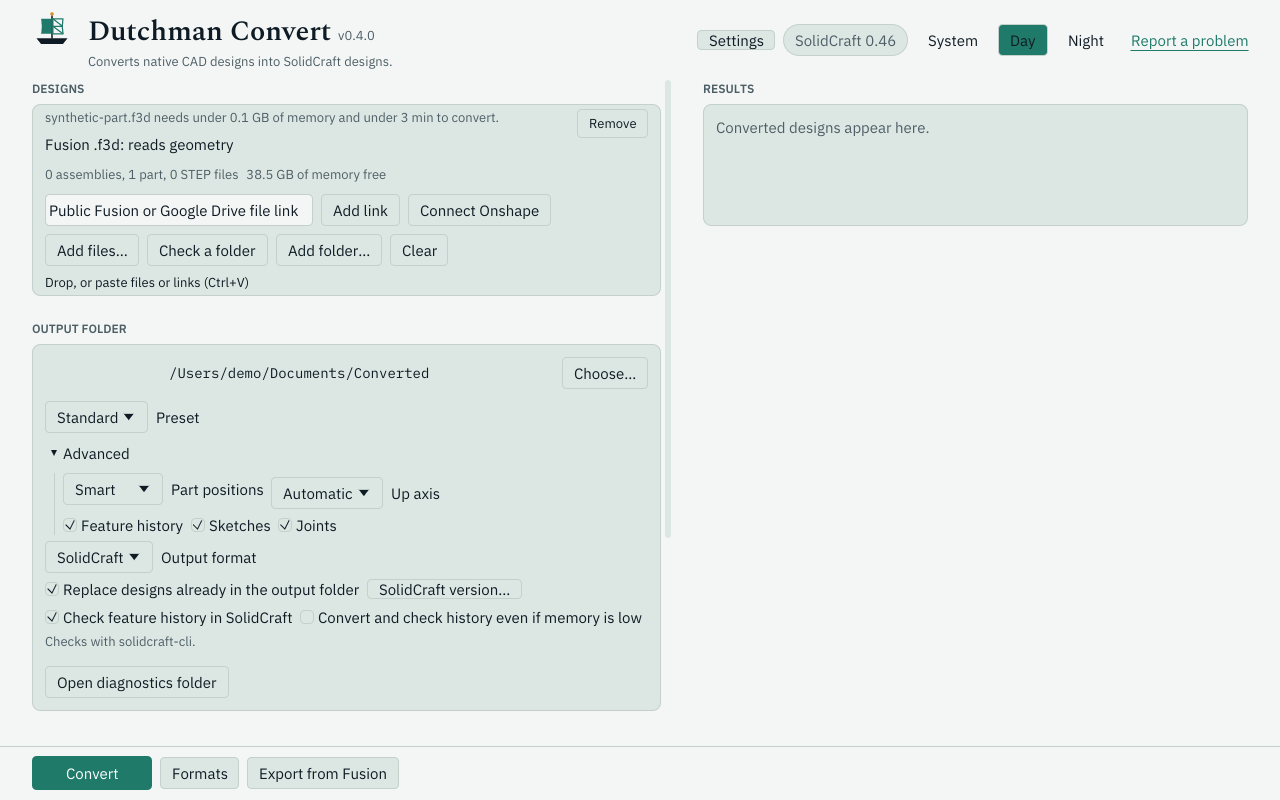 Dutchman Convert v0.4.0
Converts native CAD designs into SolidCraft designs.
Settings SolidCraft 0.46 System Day Night Report a problem
DESIGNS
synthetic-part.f3d needs under 0.1 GB of memory and under 3 min to convert.
Remove
Fusion .f3d: reads geometry
0 assemblies, 1 part, 0 STEP files 38.5 GB of memory free
Public Fusion or Google Drive file link Add link Connect Onshape
Add files... Check a folder Add folder... Clear
Drop, or paste files or links (Ctrl+V)
OUTPUT FOLDER
/Users/demo/Documents/Converted Choose...
Standard Preset
Advanced
Smart Part positions Automatic Up axis
Feature history Sketches Joints
SolidCraft Output format
Replace designs already in the output folder SolidCraft version...
Check feature history in SolidCraft Convert and check history even if memory is low
Checks with solidcraft-cli.
Open diagnostics folder
RESULTS
Converted designs appear here.
Convert Formats Export from Fusion